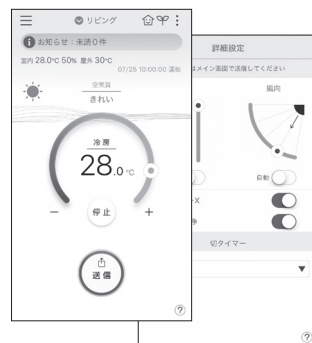 リビング
お知らせ：未読0件
室内 28.0℃ 50% 屋外 30℃
07/25 10:00:00 運転
空気質
きれい
冷房
28.0 ℃
−
停止
+
送信
?
詳細設定
はメイン画面で送信してください
風向
自動
切タイマー
?